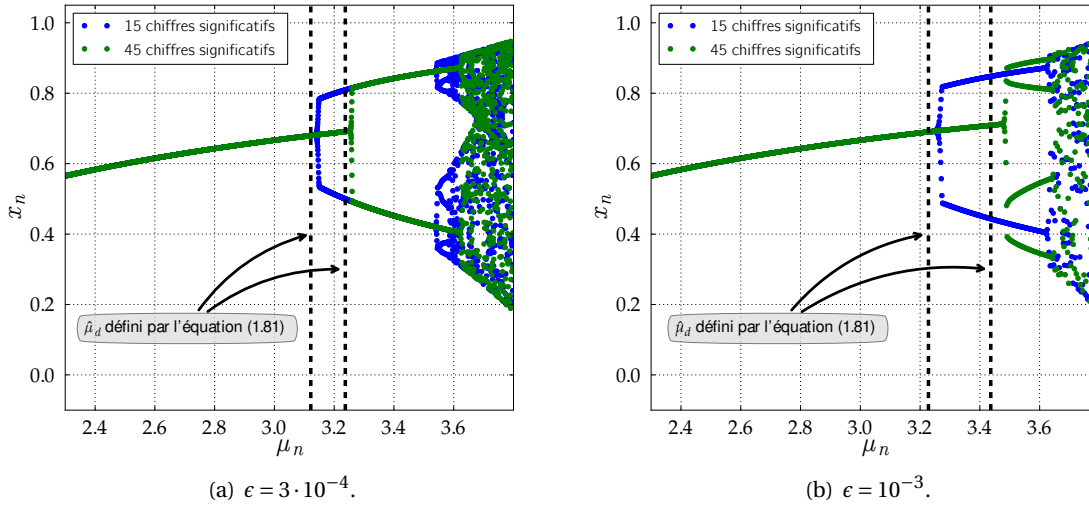 15 chiffres significatifs
45 chiffres significatifs
1.0
0.8
0.6
0.4
0.2
0.0
x_n
μ̂_d défini par l'équation (1.81)
2.4 2.6 2.8 3.0 3.2 3.4 3.6
μ_n
(a) ϵ = 3 · 10⁻⁴.
15 chiffres significatifs
45 chiffres significatifs
1.0
0.8
0.6
0.4
0.2
0.0
x_n
μ̂_d défini par l'équation (1.81)
2.4 2.6 2.8 3.0 3.2 3.4 3.6
μ_n
(b) ϵ = 10⁻³.